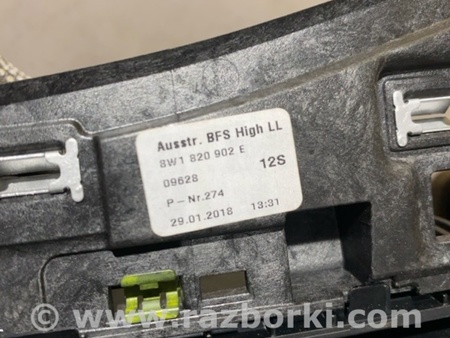 Ausstr. BFS High LL
8W1 820 902 E
09628 12S
P-Nr.274
29.01.2018 13:31
www.razborki.com